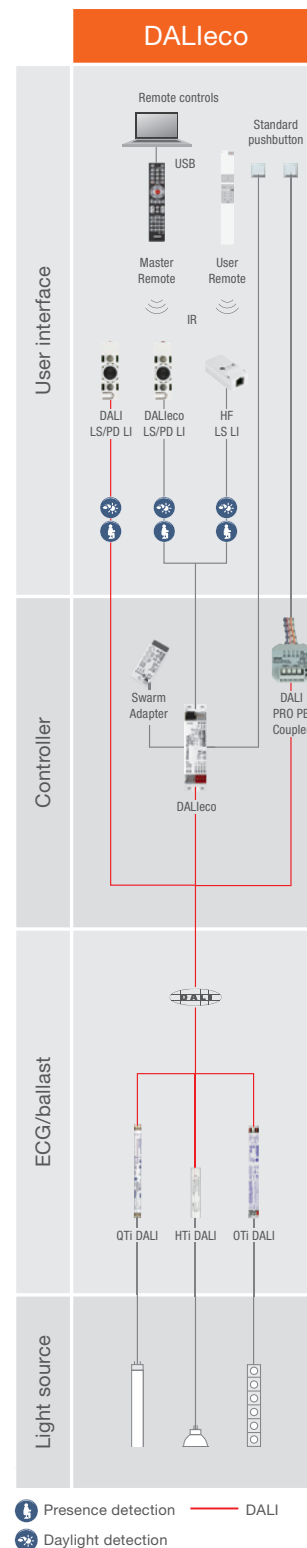 DALIeco
Remote controls
Standard
pushbutton
USB
Master
Remote
User
Remote
IR
DALI
LS/PD LI
DALIeco
LS/PD LI
HF
LS LI
User interface
Swarm
Adapter
DALI
PRO PB
Coupler
DALIeco
Controller
DALI
ECG/ballast
QTi DALI
HTi DALI
OTi DALI
Light source
Presence detection
DALI
Daylight detection